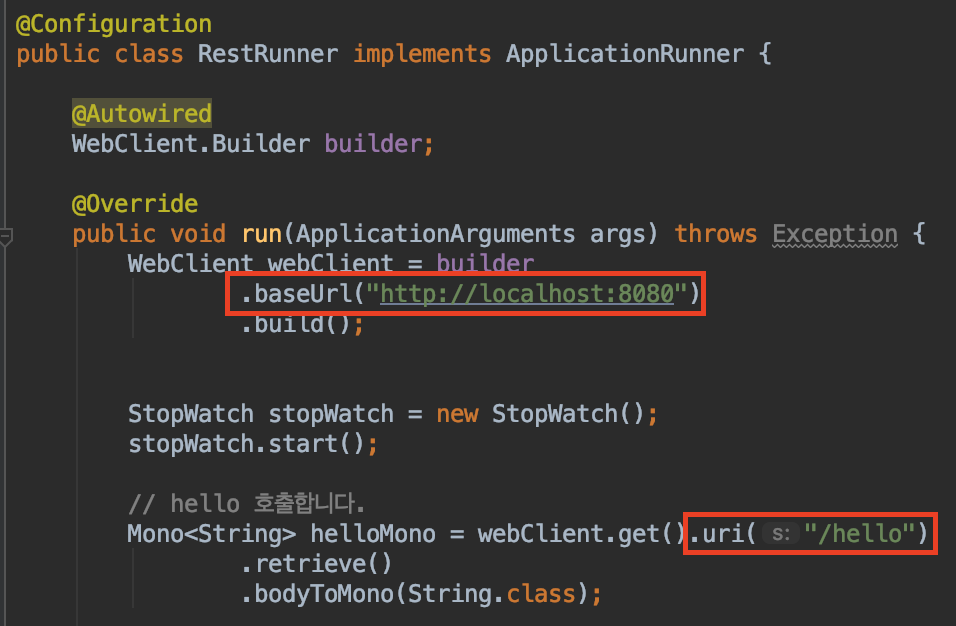 @Configuration
public class RestRunner implements ApplicationRunner {
@Autowired
WebClient.Builder builder;
@Override
public void run(ApplicationArguments args) throws Exception {
WebClient webClient = builder
.baseUrl("http://localhost:8080")
.build();
StopWatch stopWatch = new StopWatch();
stopWatch.start();
// hello 호출합니다.
Mono<String> helloMono = webClient.get().uri( s: "/hello")
.retrieve()
.bodyToMono(String.class);